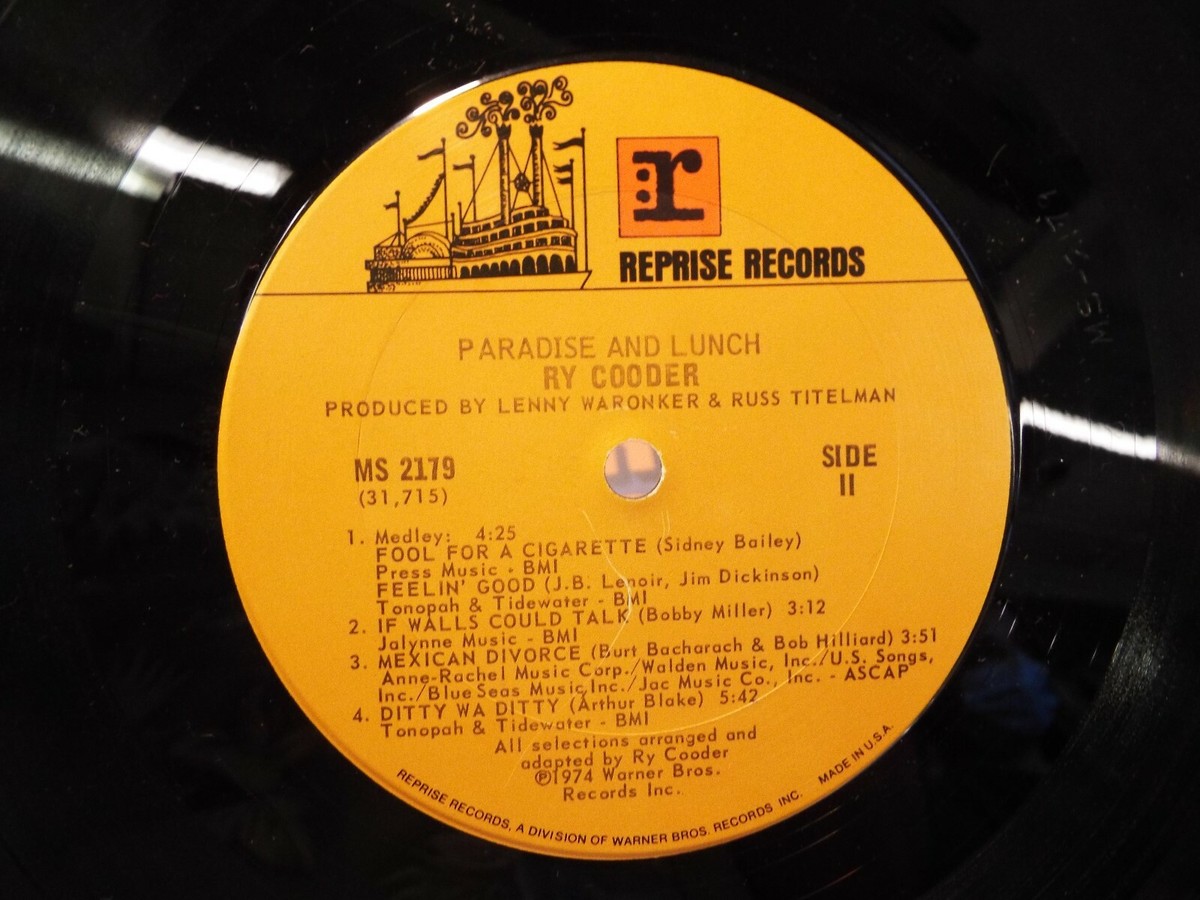 r
REPRISE RECORDS
PARADISE AND LUNCH
RY COODER
PRODUCED BY LENNY WARONKER & RUSS TITELMAN
MS 2179
(31,715)
SIDE
II
1. Medley: 4:25
FOOL FOR A CIGARETTE (Sidney Bailey)
Press Music - BMI
FEELIN' GOOD (J.B. Lenoir, Jim Dickinson)
Tonopah & Tidewater - BMI
2. IF WALLS COULD TALK (Bobby Miller) 3:12
Jalynne Music - BMI
3. MEXICAN DIVORCE (Burt Bacharach & Bob Hilliard) 3:51
Anne-Rachel Music Corp./Walden Music, Inc./U.S. Songs,
Inc./Blue Seas Music, Inc./Jac Music Co., Inc. - ASCAP
4. DITTY WA DITTY (Arthur Blake) 5:42
Tonopah & Tidewater - BMI
All selections arranged and
adapted by Ry Cooder
℗1974 Warner Bros.
Records Inc.
REPRISE RECORDS, A DIVISION OF WARNER BROS. RECORDS INC. MADE IN U.S.A.